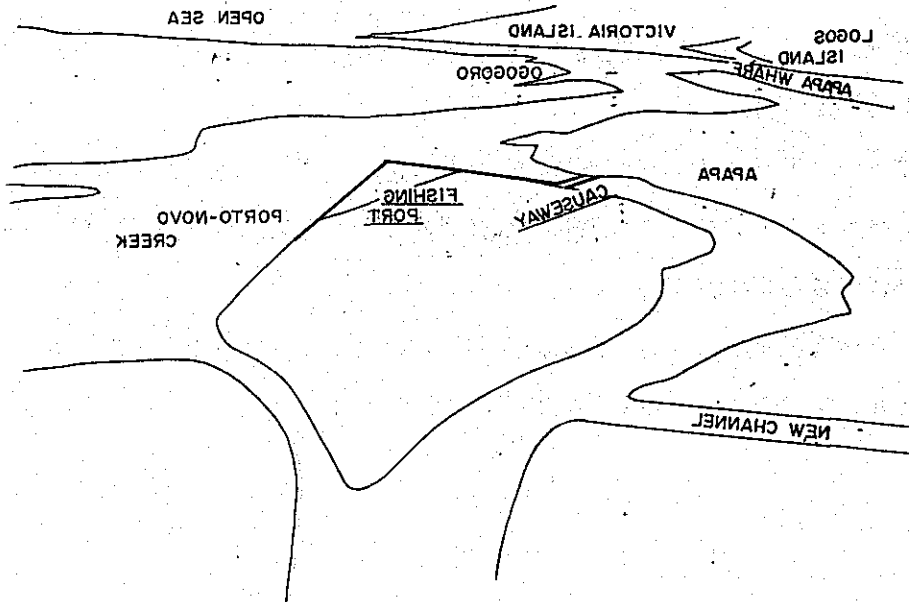 OPEN SEA
VICTORIA ISLAND
LOGOS
ISLAND
APAPA WHARF
OGOGORO
APAPA
FISHING
PORT
CAUSEWAY
PORTO-NOVO
CREEK
NEW CHANNEL